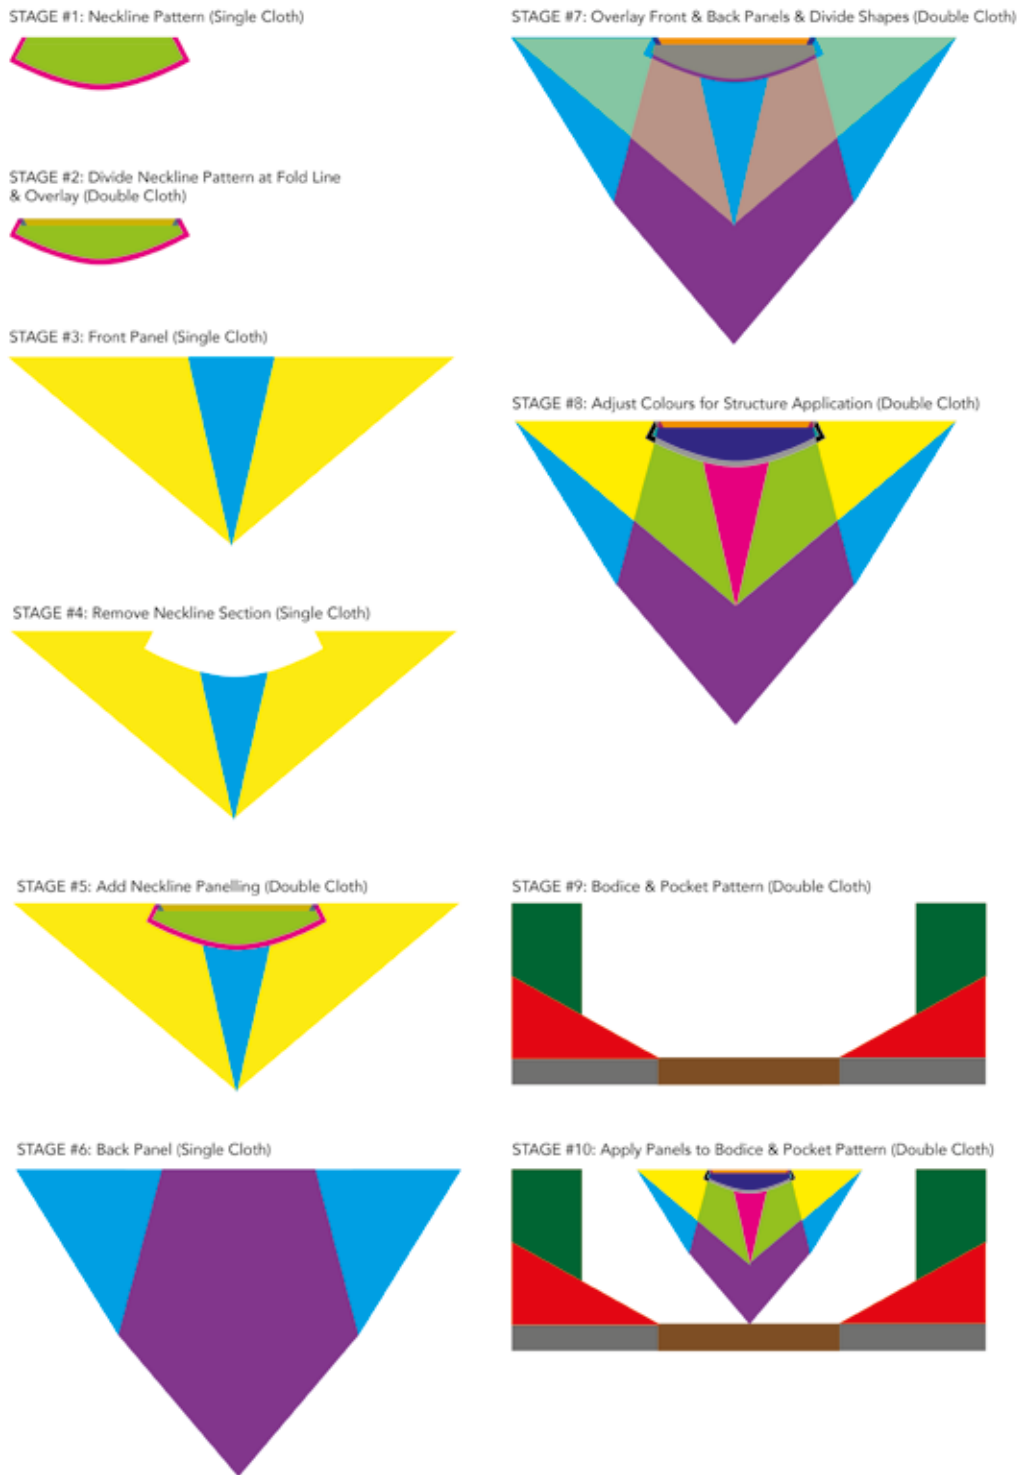 STAGE #1: Neckline Pattern (Single Cloth)
STAGE #2: Divide Neckline Pattern at Fold Line
& Overlay (Double Cloth)
STAGE #3: Front Panel (Single Cloth)
STAGE #4: Remove Neckline Section (Single Cloth)
STAGE #5: Add Neckline Panelling (Double Cloth)
STAGE #6: Back Panel (Single Cloth)
STAGE #7: Overlay Front & Back Panels & Divide Shapes (Double Cloth)
STAGE #8: Adjust Colours for Structure Application (Double Cloth)
STAGE #9: Bodice & Pocket Pattern (Double Cloth)
STAGE #10: Apply Panels to Bodice & Pocket Pattern (Double Cloth)